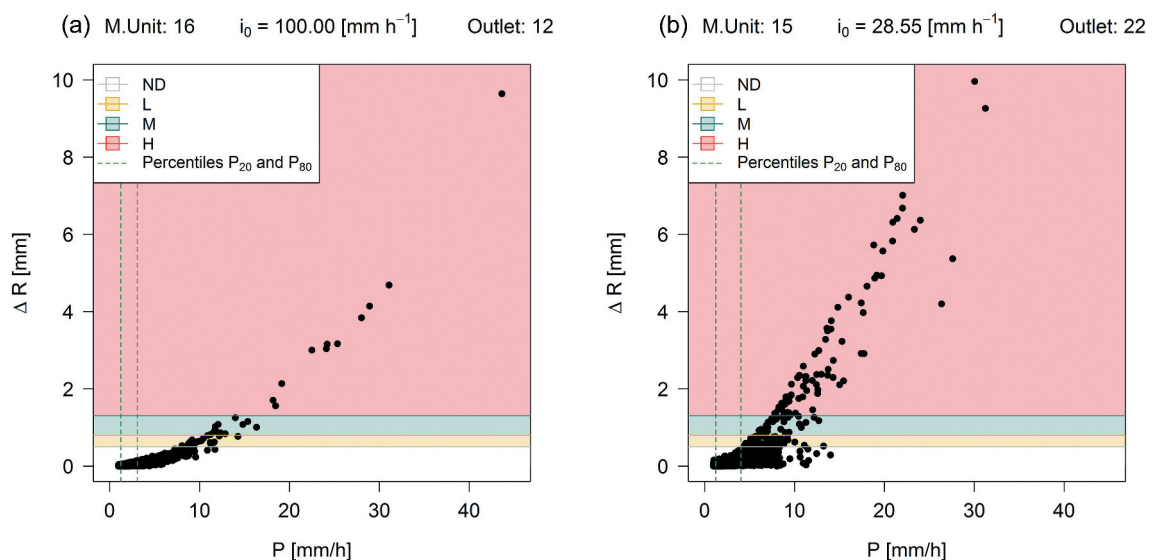 (a) M.Unit: 16 i₀ = 100.00 [mm h⁻¹] Outlet: 12
ND
L
M
H
Percentiles P₂₀ and P₈₀
10
8
6
4
2
0
Δ R [mm]
0 10 20 30 40
P [mm/h]
(b) M.Unit: 15 i₀ = 28.55 [mm h⁻¹] Outlet: 22
ND
L
M
H
Percentiles P₂₀ and P₈₀
10
8
6
4
2
0
Δ R [mm]
0 10 20 30 40
P [mm/h]